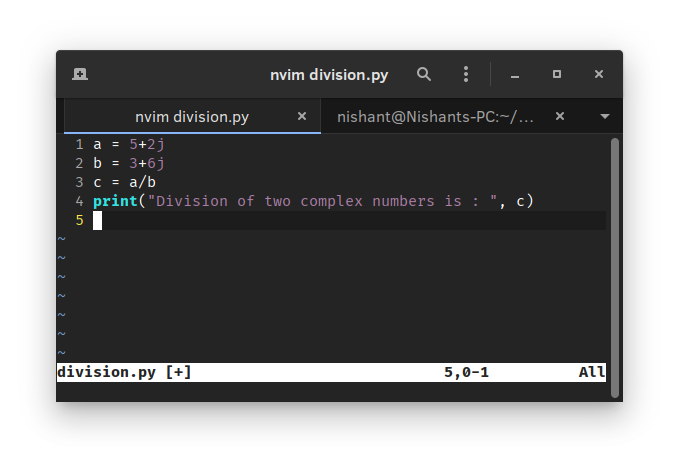 nvim division.py
nvim division.py × nishant@Nishants-PC:~/... ×
1 a = 5+2j
2 b = 3+6j
3 c = a/b
4 print("Division of two complex numbers is : ", c)
5
~
~
~
~
~
~
~
division.py [+] 5,0-1 All